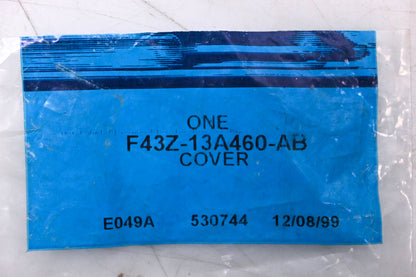 ONE
F43Z-13A460-AB
COVER
E049A 530744 12/08/99